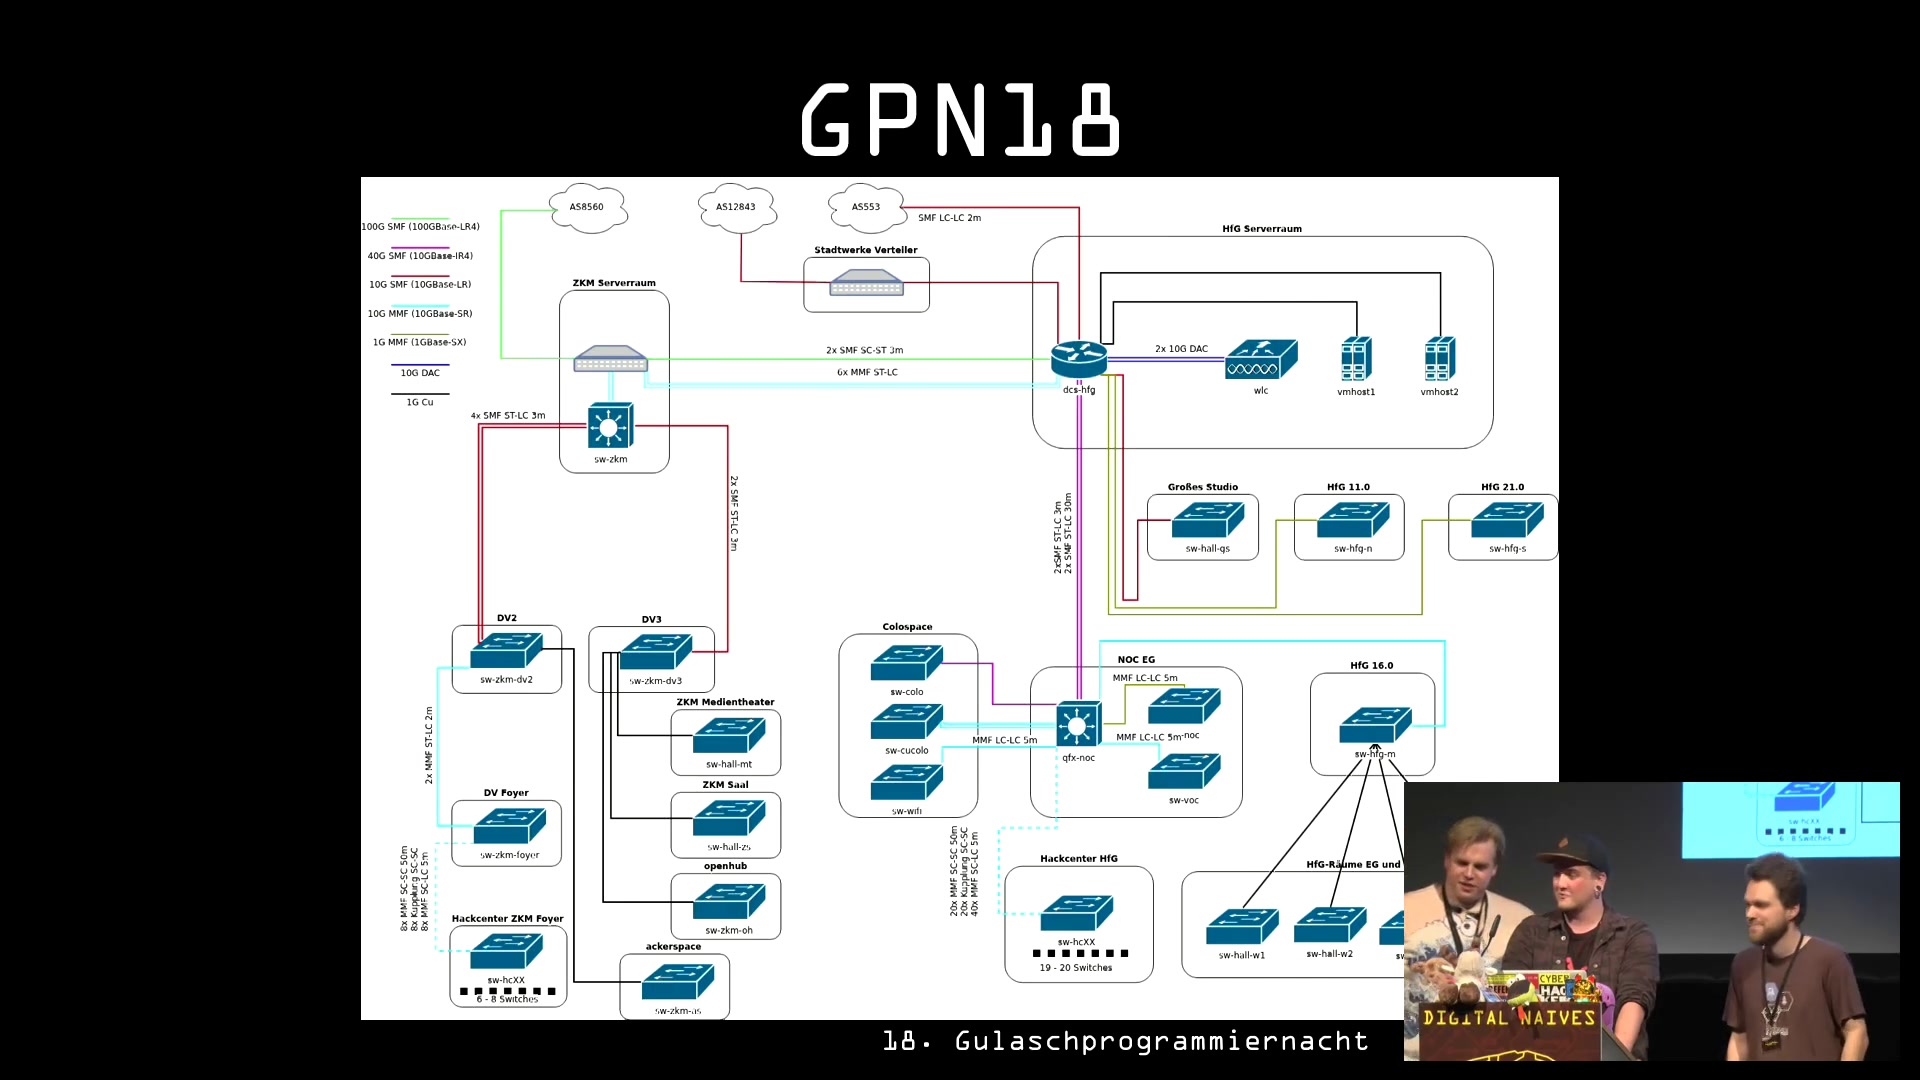 GPN18
AS8560
AS12843
AS553
SMF LC-LC 2m
100G SMF (100GBase-LR4)
40G SMF (10GBase-IR4)
10G SMF (10GBase-LR)
10G MMF (10GBase-SR)
1G MMF (1GBase-SX)
10G DAC
1G Cu
HfG Serverraum
Stadtwerke Verteiler
ZKM Serverraum
2x SMF SC-ST 3m
6x MMF ST-LC
2x 10G DAC
dcs-hfg
wlc
vmhost1
vmhost2
4x SMF ST-LC 3m
sw-zkm
2x SMF ST-LC 3m
2xSMF ST-LC 3m
2x SMF ST-LC 30m
Großes Studio
HfG 11.0
HfG 21.0
sw-hall-gs
sw-hfg-n
sw-hfg-s
DV2
DV3
sw-zkm-dv2
sw-zkm-dv3
Colospace
sw-colo
sw-cucolo
sw-wifi
NOC EG
MMF LC-LC 5m
MMF LC-LC 5m
MMF LC-LC 5m
-noc
qfx-noc
sw-voc
HfG 16.0
sw-hfg-m
ZKM Medientheater
sw-hall-mt
ZKM Saal
sw-hall-zs
openhub
sw-zkm-oh
ackerspace
sw-zkm-as
2x MMF ST-LC 2m
DV Foyer
sw-zkm-foyer
8x MMF SC-SC 50m
8x Kupplung SC-SC
8x MMF SC-LC 5m
Hackcenter ZKM Foyer
sw-hcXX
6 - 8 Switches
20x MMF SC-SC 50m
20x Kupplung SC-SC
40x MMF SC-LC 5m
Hackcenter HfG
sw-hcXX
19 - 20 Switches
HfG-Räume EG und
sw-hall-w1
sw-hall-w2
sw-hcXX
6 - 8 Switches
CYBER
DIGITAL NAIVES
18. Gulaschprogrammiernacht